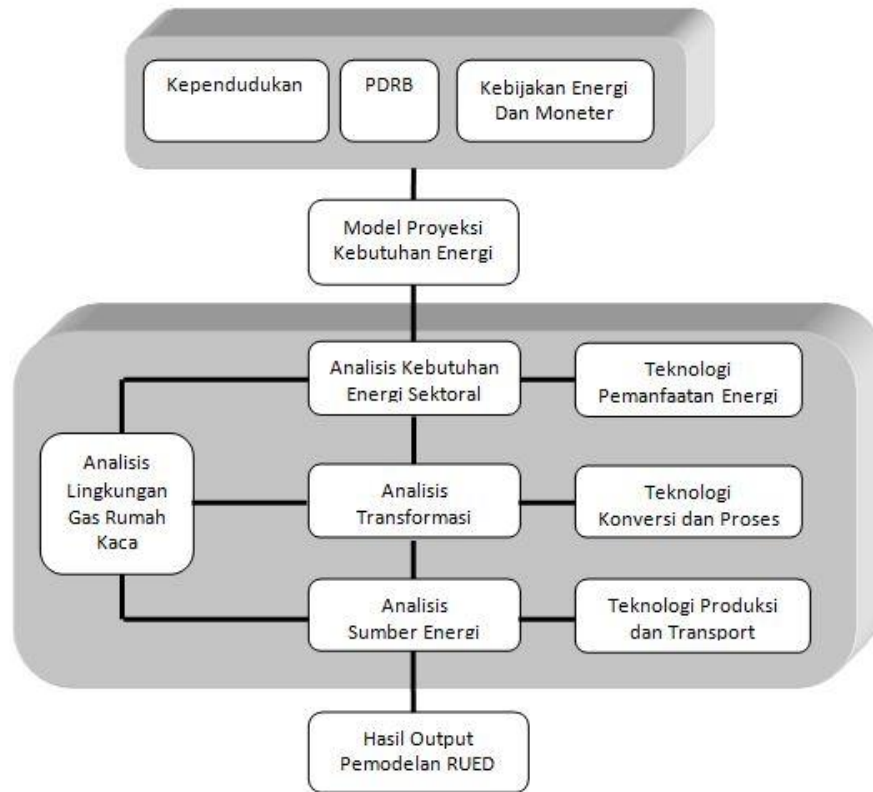 Kependudukan
PDRB
Kebijakan Energi
Dan Moneter
Model Proyeksi
Kebutuhan Energi
Analisis Kebutuhan
Energi Sektoral
Teknologi
Pemanfaatan Energi
Analisis
Lingkungan
Gas Rumah
Kaca
Analisis
Transformasi
Teknologi
Konversi dan Proses
Analisis
Sumber Energi
Teknologi Produksi
dan Transport
Hasil Output
Pemodelan RUED